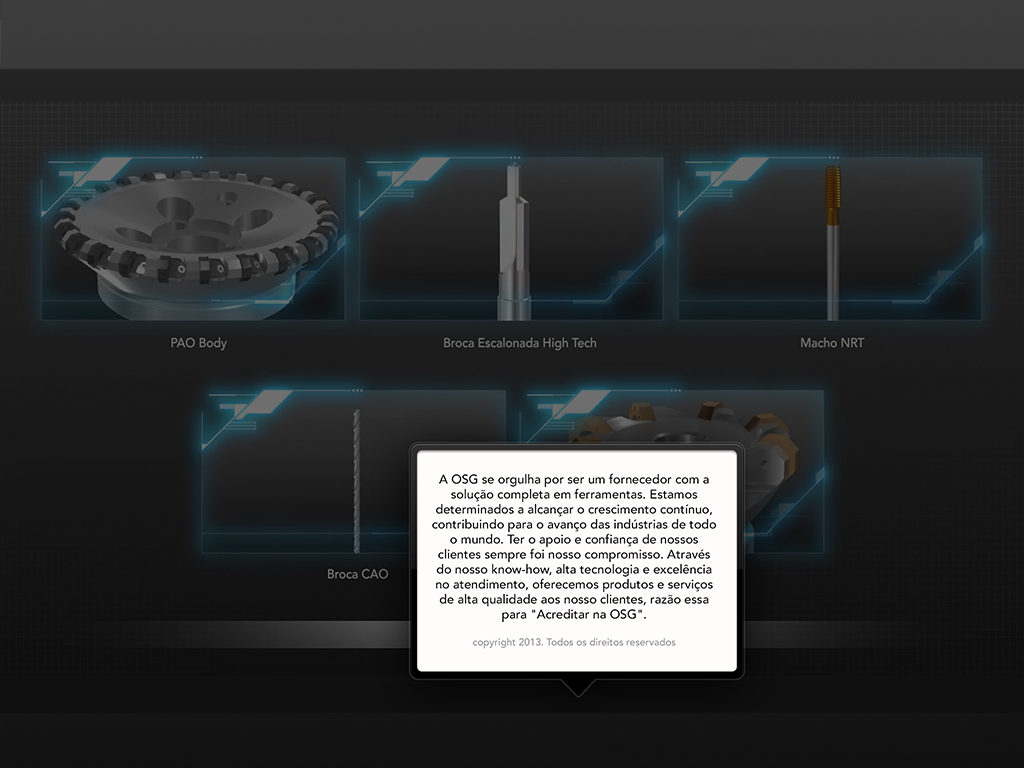 PAO Body
Broca Escalonada High Tech
Macho NRT
Broca CAO
A OSG se orgulha por ser um fornecedor com a
solução completa em ferramentas. Estamos
determinados a alcançar o crescimento contínuo,
contribuindo para o avanço das indústrias de todo
o mundo. Ter o apoio e confiança de nossos
clientes sempre foi nosso compromisso. Através
do nosso know-how, alta tecnologia e excelência
no atendimento, oferecemos produtos e serviços
de alta qualidade aos nosso clientes, razão essa
para "Acreditar na OSG".
copyright 2013. Todos os direitos reservados